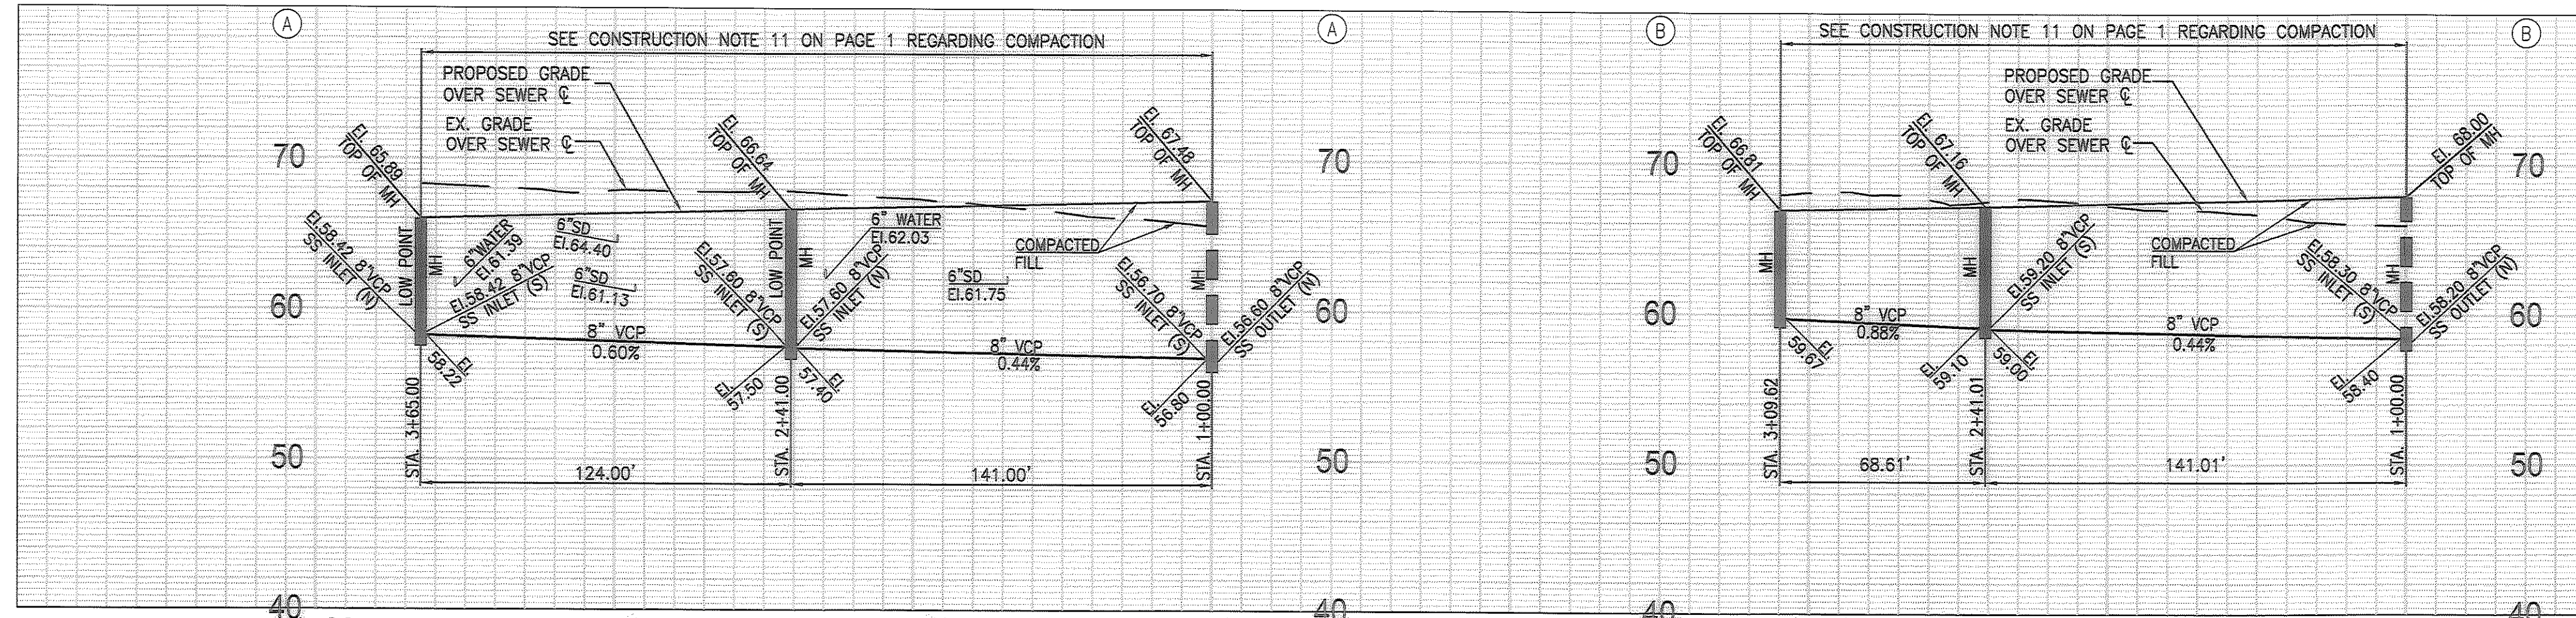 A
SEE CONSTRUCTION NOTE 11 ON PAGE 1 REGARDING COMPACTION
A
PROPOSED GRADE
OVER SEWER ℄
EX. GRADE
OVER SEWER ℄
70
60
50
40
El. 65.89
TOP OF MH
El. 66.64
TOP OF MH
El. 67.48
TOP OF MH
El.58.42 8"VCP
SS INLET (N)
LOW POINT
MH
6"WATER
El.61.39
El.58.42 8"VCP
SS INLET (S)
6"SD
El.64.40
6"SD
El.61.13
El.57.60 8"VCP
SS INLET (S)
LOW POINT
MH
6" WATER
El.62.03
El.57.60 8"VCP
SS INLET (N)
6"SD
El.61.75
COMPACTED
FILL
El.56.70 8"VCP
SS INLET (S)
MH
El.56.60 8"VCP
SS OUTLET (N)
8" VCP
0.60%
8" VCP
0.44%
El.
58.22
El.
57.50
El.
57.40
El.
56.80
STA. 3+65.00
STA. 2+41.00
STA. 1+00.00
124.00'
141.00'
70
60
50
40
B
SEE CONSTRUCTION NOTE 11 ON PAGE 1 REGARDING COMPACTION
B
PROPOSED GRADE
OVER SEWER ℄
EX. GRADE
OVER SEWER ℄
70
60
50
40
El. 66.81
TOP OF MH
El. 67.16
TOP OF MH
El. 68.00
TOP OF MH
MH
MH
El.59.20 8"VCP
SS INLET (S)
COMPACTED
FILL
El.58.30 8"VCP
SS INLET (S)
MH
El.58.20 8"VCP
SS OUTLET (N)
8" VCP
0.88%
8" VCP
0.44%
El.
59.67
El.
59.10
El.
59.00
El.
58.40
STA. 3+09.62
STA. 2+41.01
STA. 1+00.00
68.61'
141.01'
70
60
50
40